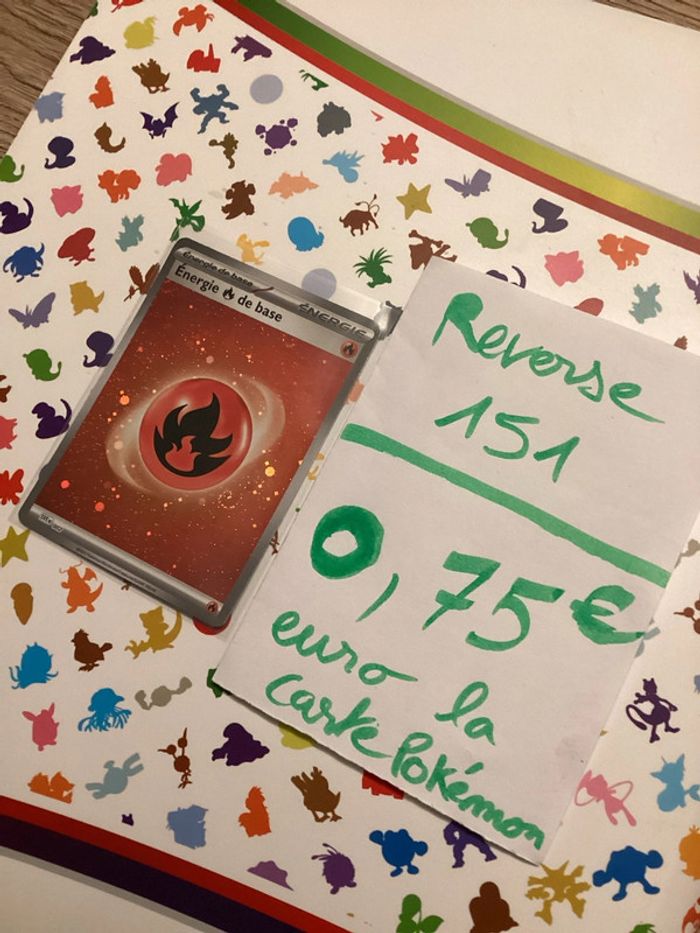 Énergie de base
Énergie de base
ÉNERGIE
Reverse
151
0,75€
euro la
carte Pokémon